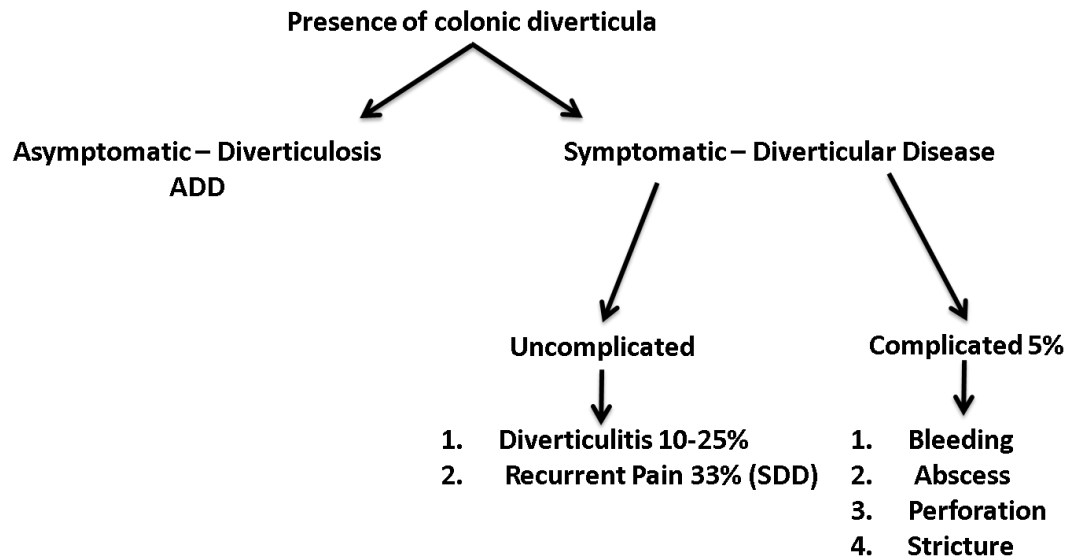 Presence of colonic diverticula
Asymptomatic – Diverticulosis
ADD
Symptomatic – Diverticular Disease
Uncomplicated
Complicated 5%
1. Diverticulitis 10-25%
2. Recurrent Pain 33% (SDD)
1. Bleeding
2. Abscess
3. Perforation
4. Stricture